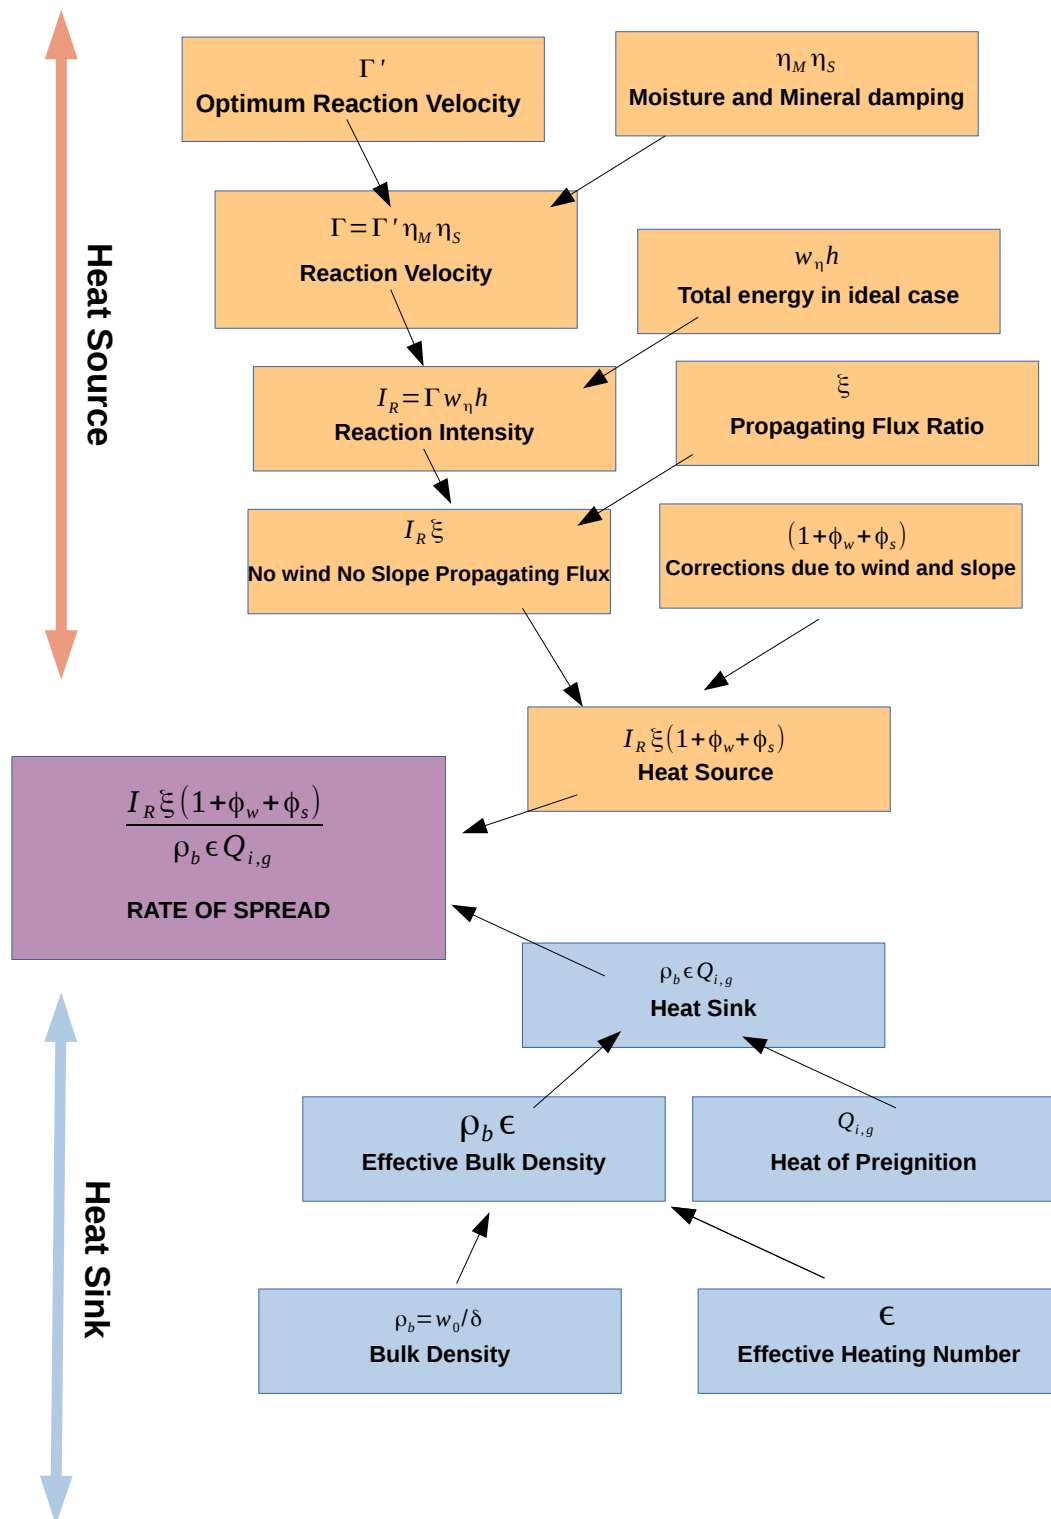 Γ'
Optimum Reaction Velocity
η_M η_S
Moisture and Mineral damping
Γ=Γ' η_M η_S
Reaction Velocity
w_η h
Total energy in ideal case
Heat Source
I_R=Γ w_η h
Reaction Intensity
ξ
Propagating Flux Ratio
I_R ξ
No wind No Slope Propagating Flux
(1+ϕ_w+ϕ_s)
Corrections due to wind and slope
I_R ξ(1+ϕ_w+ϕ_s)
Heat Source
I_R ξ(1+ϕ_w+ϕ_s)
ρ_b ϵ Q_{i,g}
RATE OF SPREAD
ρ_b ϵ Q_{i,g}
Heat Sink
ρ_b ϵ
Effective Bulk Density
Q_{i,g}
Heat of Preignition
Heat Sink
ρ_b=w_0/δ
Bulk Density
ϵ
Effective Heating Number